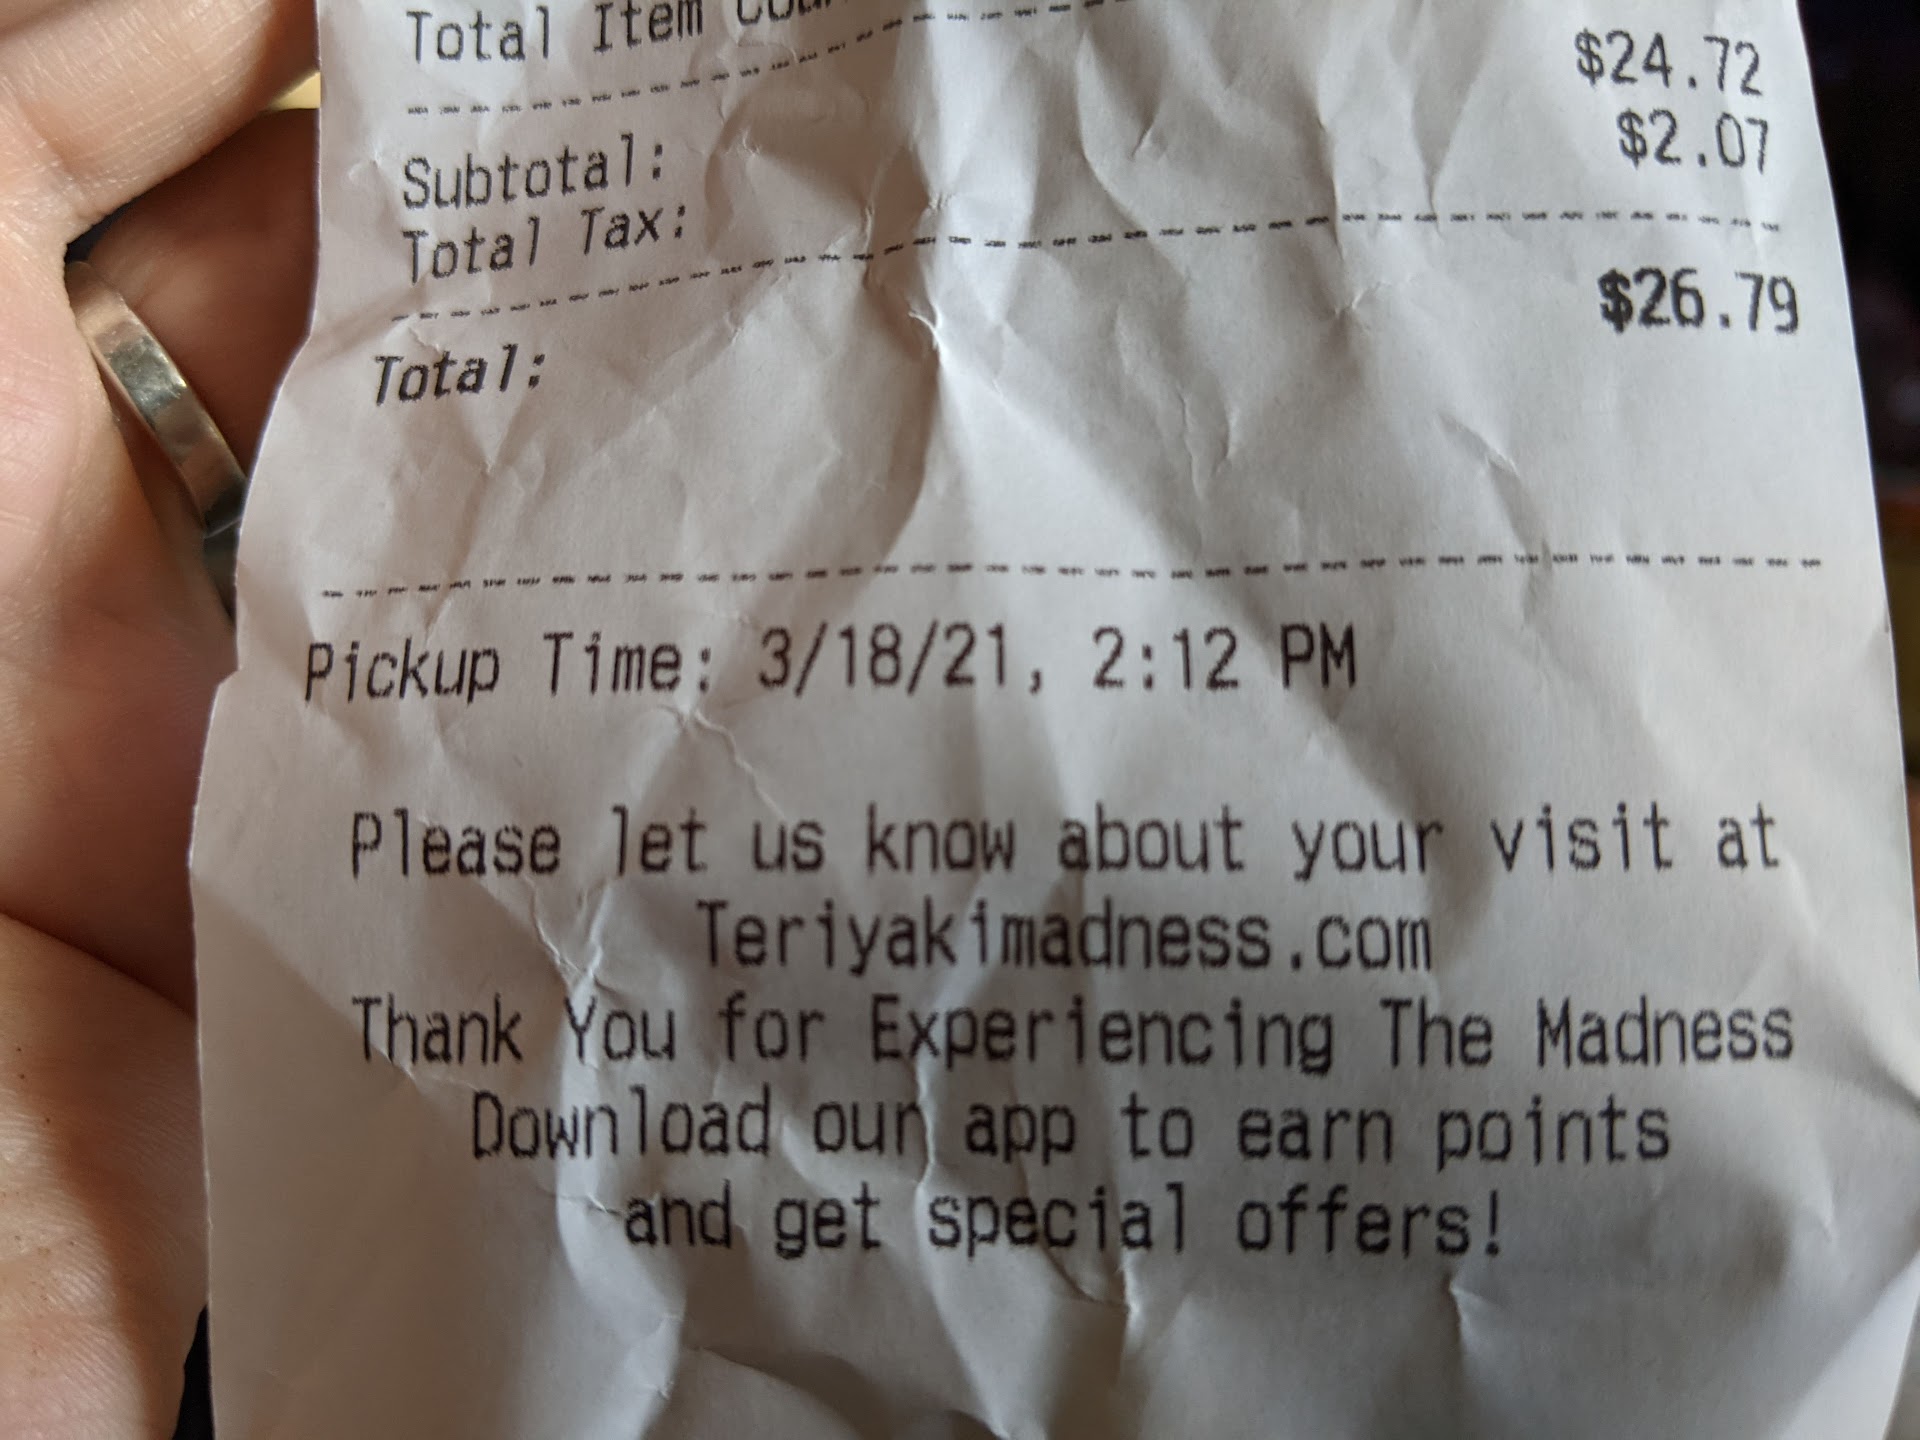 Total Item
Subtotal: $24.72
Total Tax: $2.07
Total: $26.79
Pickup Time: 3/18/21, 2:12 PM
Please let us know about your visit at
Teriyakimadness.com
Thank You for Experiencing The Madness
Download our app to earn points
and get special offers!